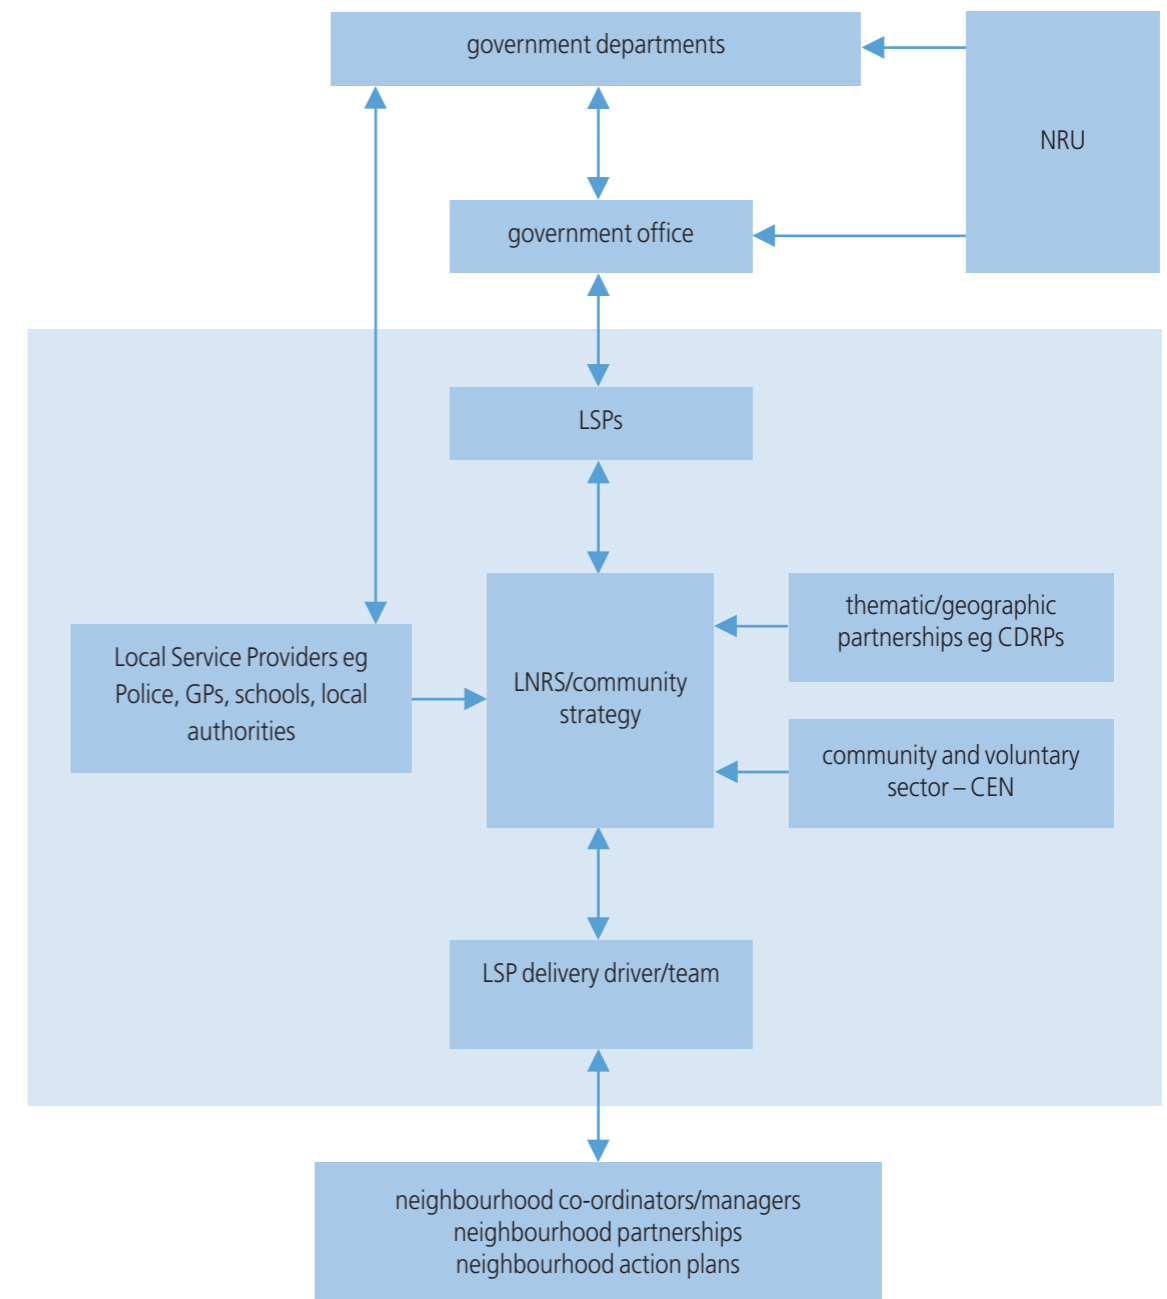 government departments
NRU
government office
LSPs
thematic/geographic
partnerships eg CDRPs
Local Service Providers eg
Police, GPs, schools, local
authorities
LNRS/community
strategy
community and voluntary
sector – CEN
LSP delivery driver/team
neighbourhood co-ordinators/managers
neighbourhood partnerships
neighbourhood action plans